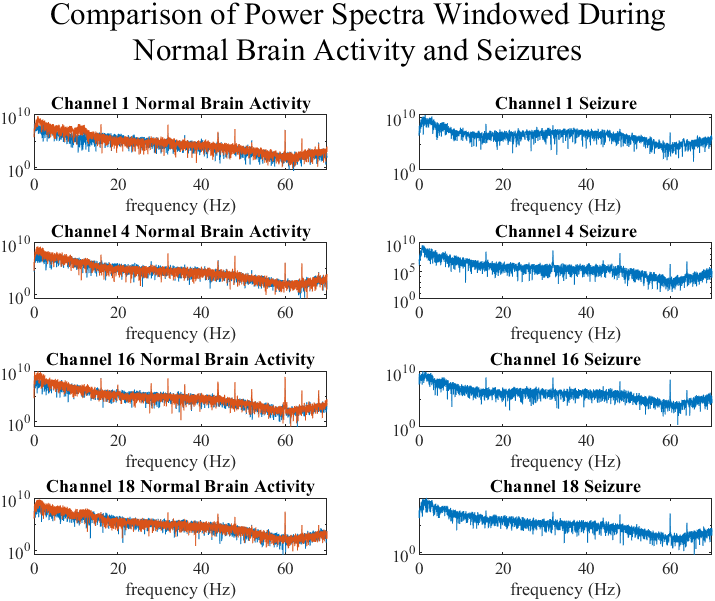 Comparison of Power Spectra Windowed During
Normal Brain Activity and Seizures
Channel 1 Normal Brain Activity
10^10
10^0
0 20 40 60
frequency (Hz)
Channel 1 Seizure
10^10
10^0
0 20 40 60
frequency (Hz)
Channel 4 Normal Brain Activity
10^10
10^0
0 20 40 60
frequency (Hz)
Channel 4 Seizure
10^10
10^5
10^0
0 20 40 60
frequency (Hz)
Channel 16 Normal Brain Activity
10^10
10^0
0 20 40 60
frequency (Hz)
Channel 16 Seizure
10^10
10^0
0 20 40 60
frequency (Hz)
Channel 18 Normal Brain Activity
10^10
10^0
0 20 40 60
frequency (Hz)
Channel 18 Seizure
10^0
0 20 40 60
frequency (Hz)